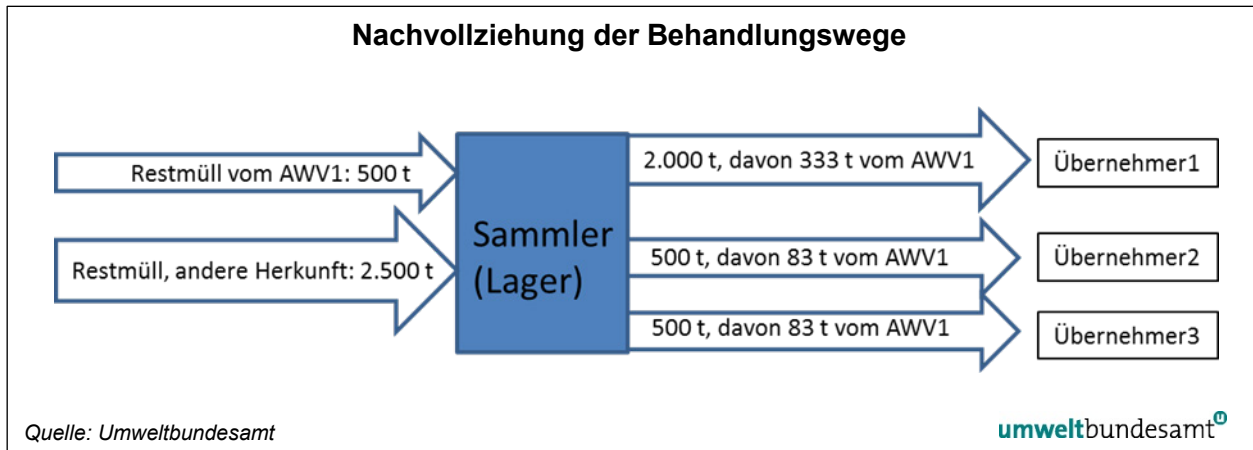 Nachvollziehung der Behandlungswege
Restmüll vom AWV1: 500 t
Restmüll, andere Herkunft: 2.500 t
Sammler
(Lager)
2.000 t, davon 333 t vom AWV1
Übernehmer1
500 t, davon 83 t vom AWV1
Übernehmer2
500 t, davon 83 t vom AWV1
Übernehmer3
Quelle: Umweltbundesamt
umweltbundesamt
u